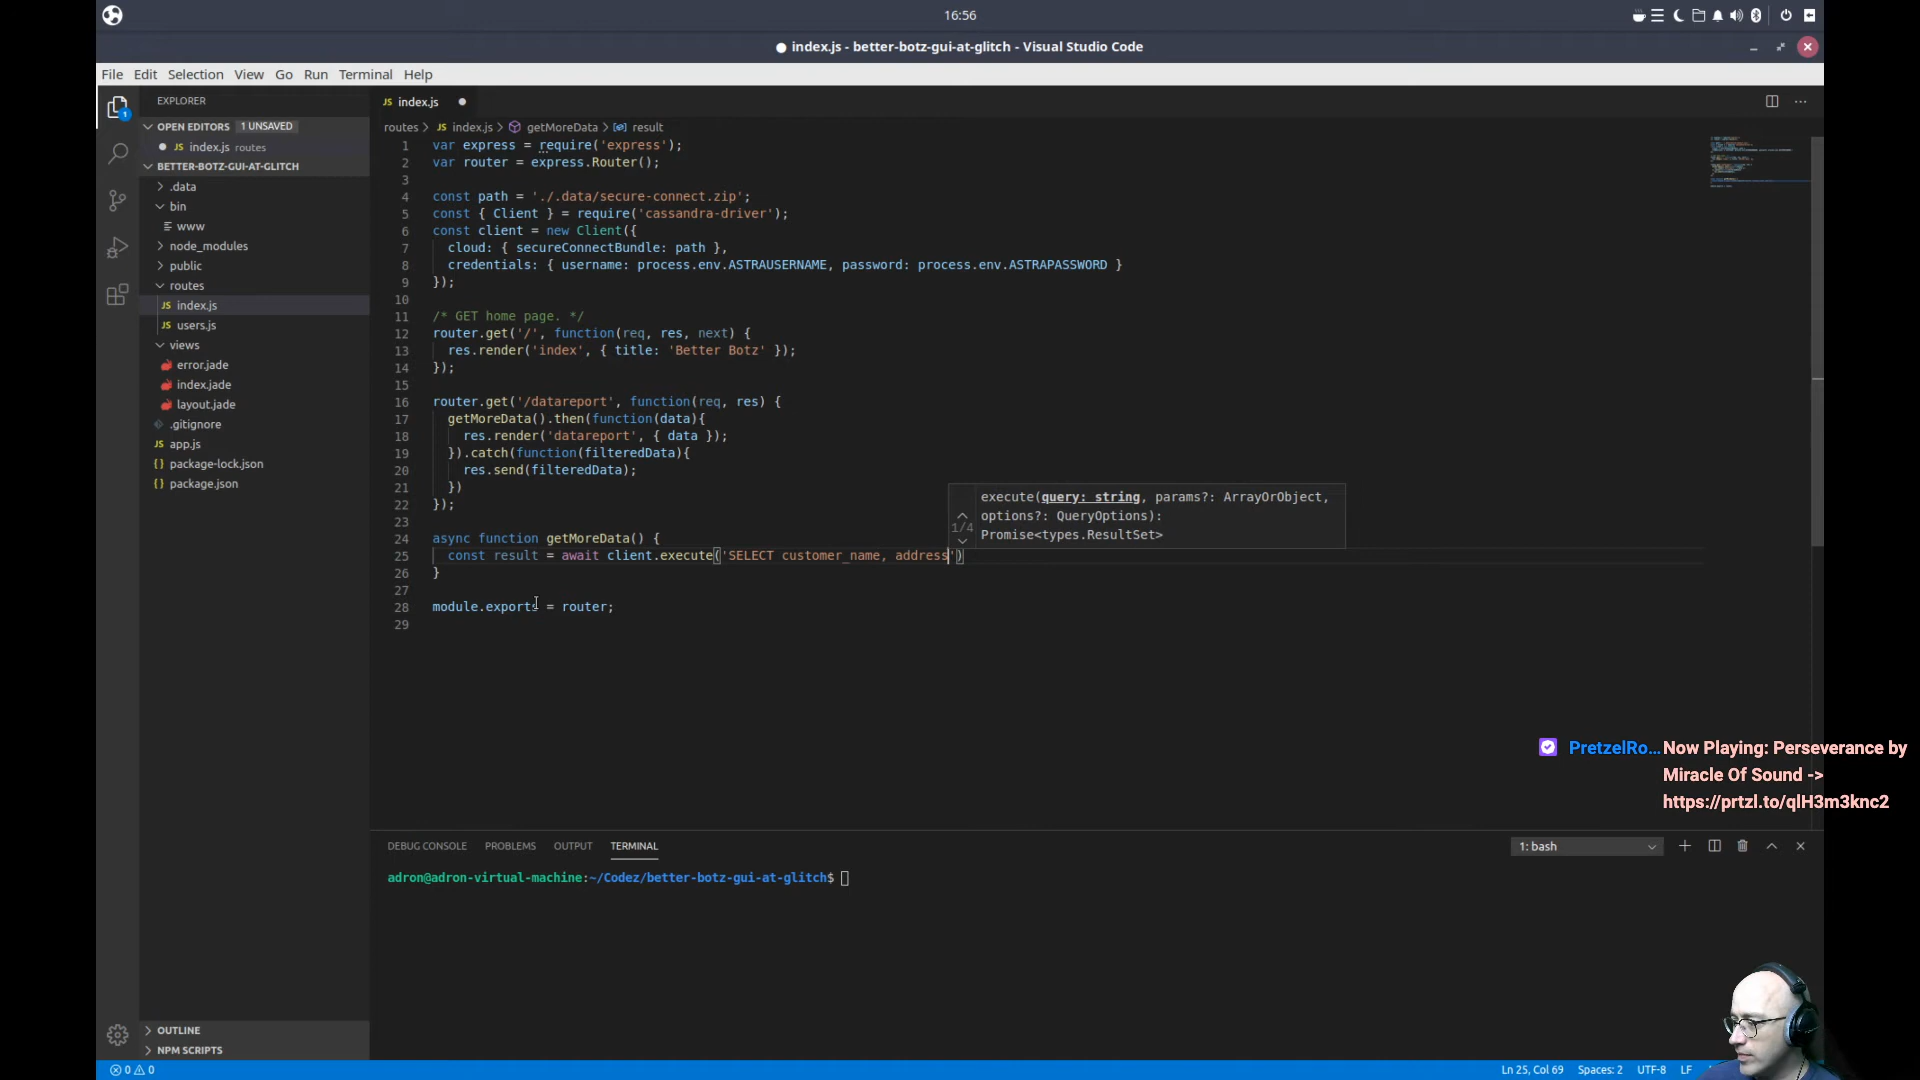 16:56
index.js - better-botz-gui-at-glitch - Visual Studio Code
File Edit Selection View Go Run Terminal Help
EXPLORER
OPEN EDITORS 1 UNSAVED
JS index.js routes
BETTER-BOTZ-GUI-AT-GLITCH
.data
bin
www
node_modules
public
routes
JS index.js
JS users.js
views
error.jade
index.jade
layout.jade
.gitignore
JS app.js
{} package-lock.json
{} package.json
OUTLINE
NPM SCRIPTS
1
JS index.js
routes > JS index.js > getMoreData > result
1 var express = require('express');
2 var router = express.Router();
3
4 const path = './.data/secure-connect.zip';
5 const { Client } = require('cassandra-driver');
6 const client = new Client({
7 cloud: { secureConnectBundle: path },
8 credentials: { username: process.env.ASTRAUSERNAME, password: process.env.ASTRAPASSWORD }
9 });
10
11 /* GET home page. */
12 router.get('/', function(req, res, next) {
13 res.render('index', { title: 'Better Botz' });
14 });
15
16 router.get('/datareport', function(req, res) {
17 getMoreData().then(function(data){
18 res.render('datareport', { data });
19 }).catch(function(filteredData){
20 res.send(filteredData);
21 })
22 });
23
24 async function getMoreData() {
25 const result = await client.execute('SELECT customer_name, address')
26 }
27
28 module.exports = router;
29
1/4
execute(query: string, params?: ArrayOrObject,
options?: QueryOptions):
Promise<types.ResultSet>
PretzelRo... Now Playing: Perseverance by
Miracle Of Sound ->
https://prtzl.to/qlH3m3knc2
DEBUG CONSOLE PROBLEMS OUTPUT TERMINAL
1: bash
adron@adron-virtual-machine:~/Codez/better-botz-gui-at-glitch$
0 0
Ln 25, Col 69 Spaces: 2 UTF-8 LF